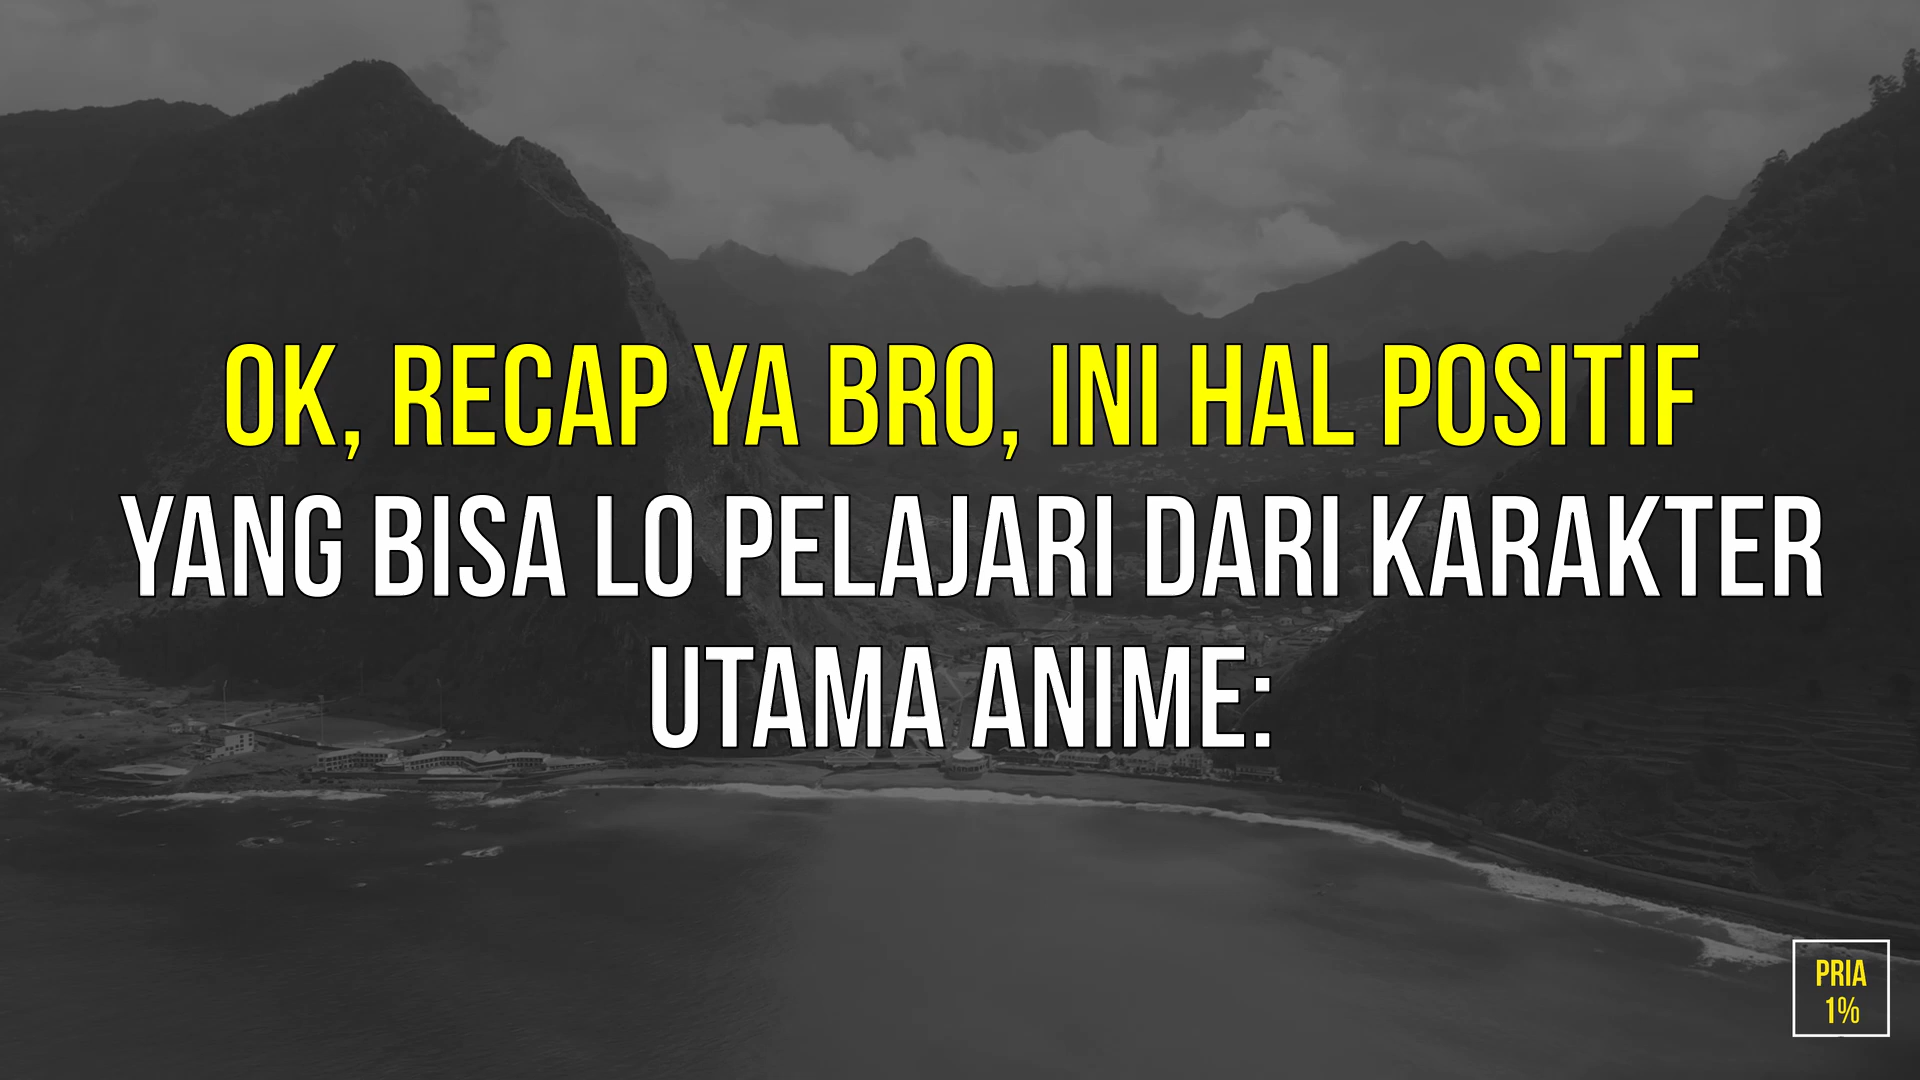 OK, RECAP YA BRO, INI HAL POSITIF
YANG BISA LO PELAJARI DARI KARAKTER
UTAMA ANIME:
PRIA
1%